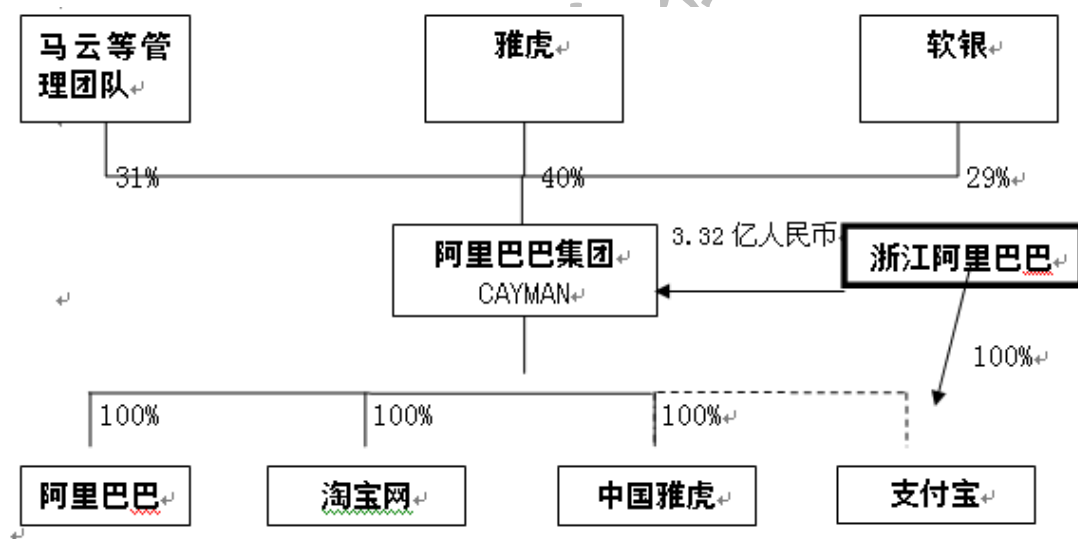 马云等管
理团队
雅虎
软银
31%
40%
29%
阿里巴巴集团
CAYMAN
3.32 亿人民币
浙江阿里巴巴
100%
100%
100%
100%
阿里巴巴
淘宝网
中国雅虎
支付宝